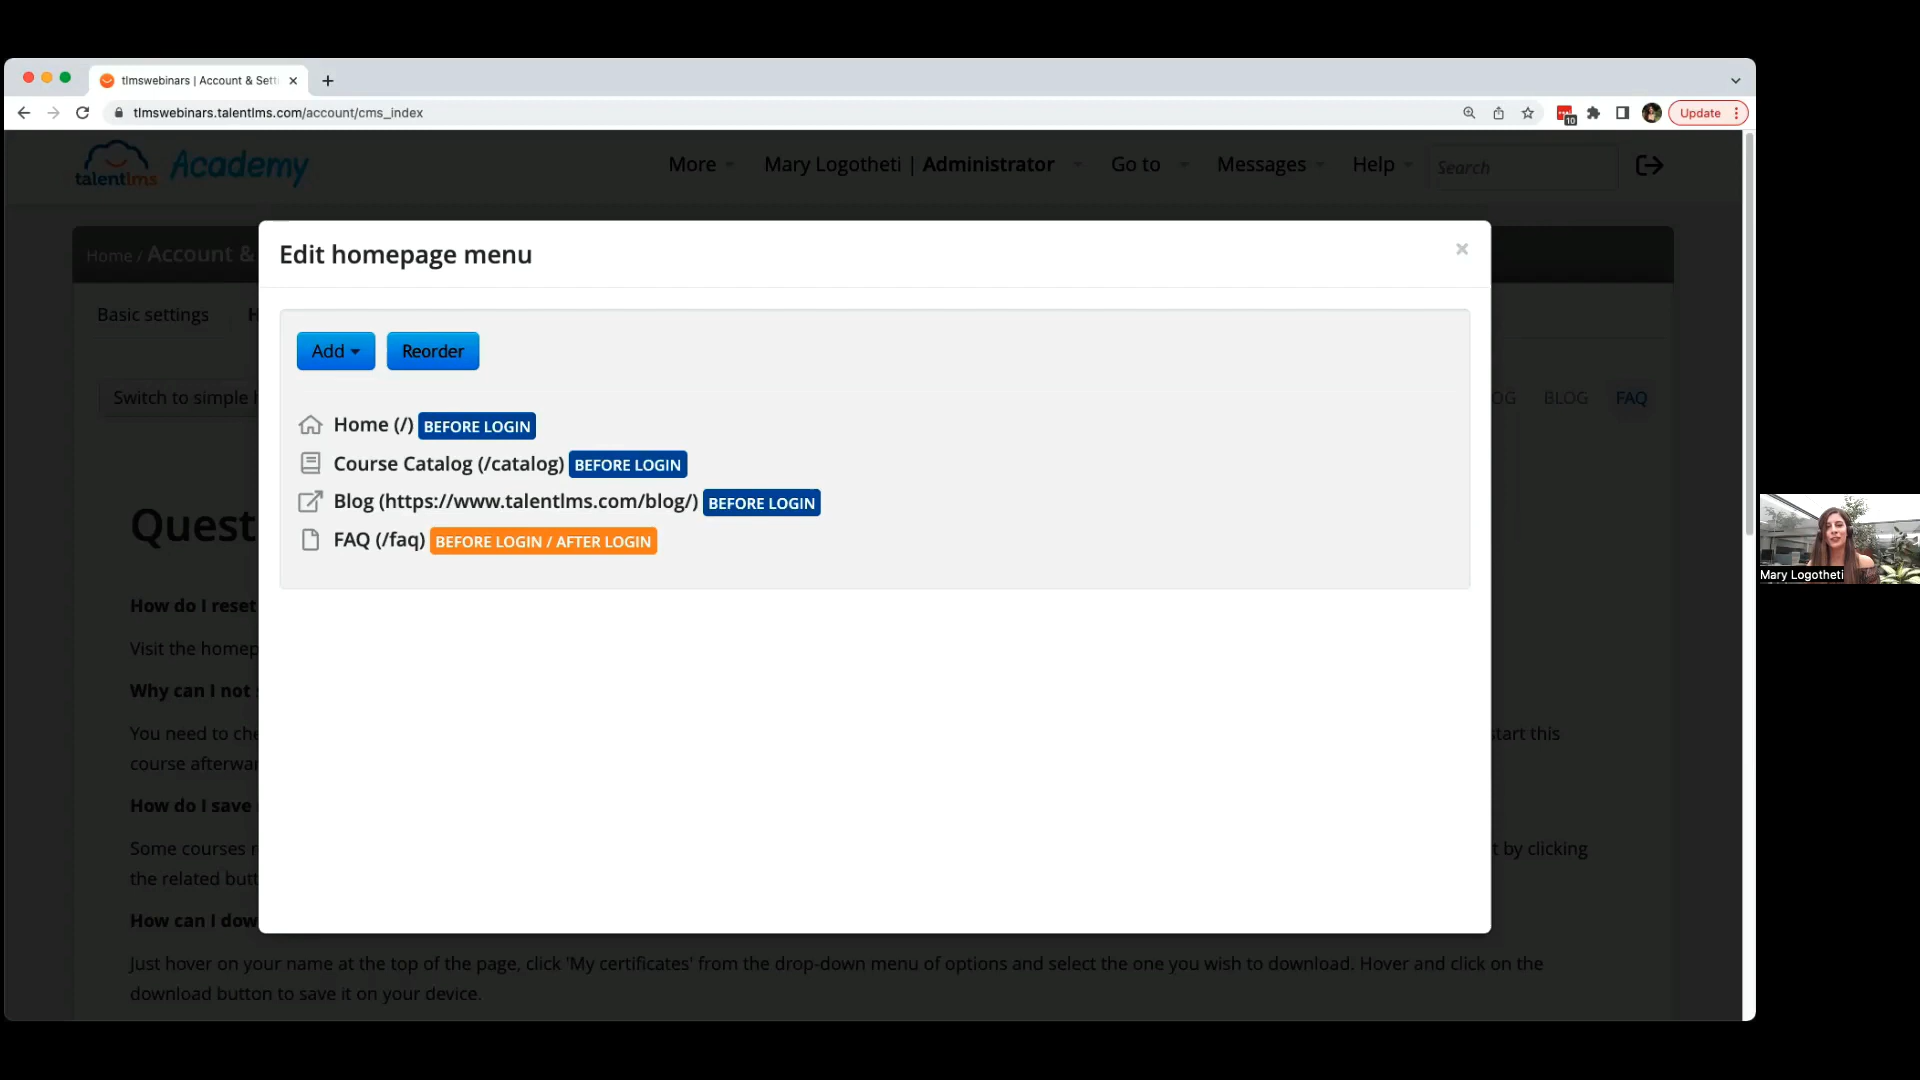 tlmswebinars | Account & Sett
tlmswebinars.talentlms.com/account/cms_index
10
Update
talentlms Academy
More
Mary Logotheti | Administrator
Go to
Messages
Help
Search
Edit homepage menu
Home / Account &
Basic settings
H
Add
Reorder
Switch to simple h
OG
BLOG
FAQ
Home (/) BEFORE LOGIN
Course Catalog (/catalog) BEFORE LOGIN
Blog (https://www.talentlms.com/blog/) BEFORE LOGIN
FAQ (/faq) BEFORE LOGIN / AFTER LOGIN
Quest
How do I reset
Visit the homep
Why can I not s
You need to che
start this
course afterwar
How do I save
Some courses r
t by clicking
the related butt
How can I dow
Just hover on your name at the top of the page, click 'My certificates' from the drop-down menu of options and select the one you wish to download. Hover and click on the
download button to save it on your device.
Mary Logotheti